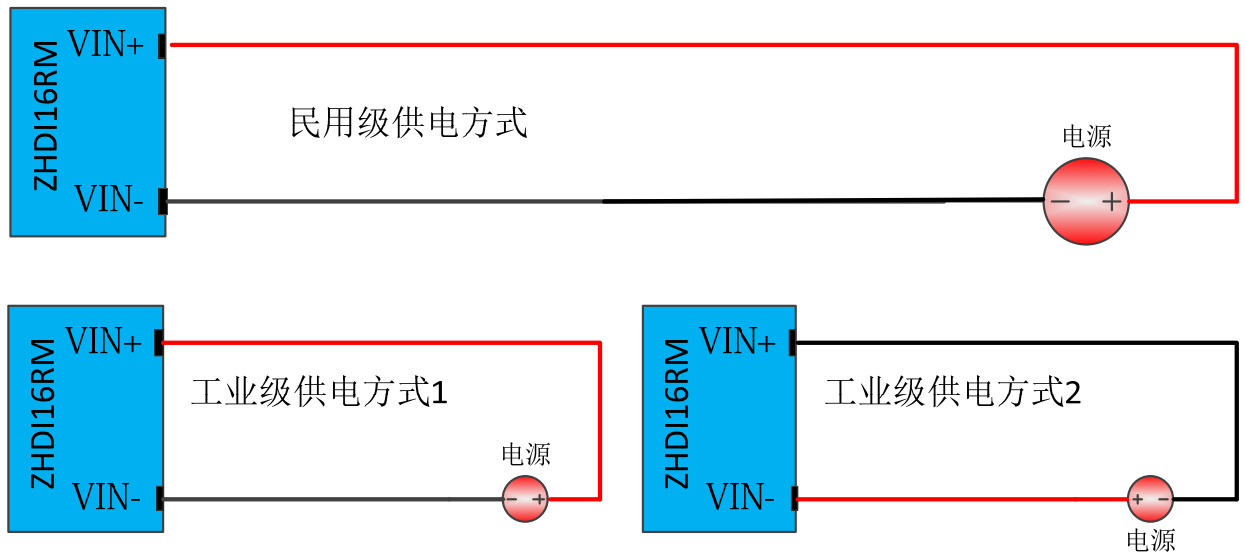 ZHDI16RM
VIN+
VIN-
民用级供电方式
电源
- +
ZHDI16RM
VIN+
VIN-
工业级供电方式1
电源
- +
ZHDI16RM
VIN+
VIN-
工业级供电方式2
+ -
电源